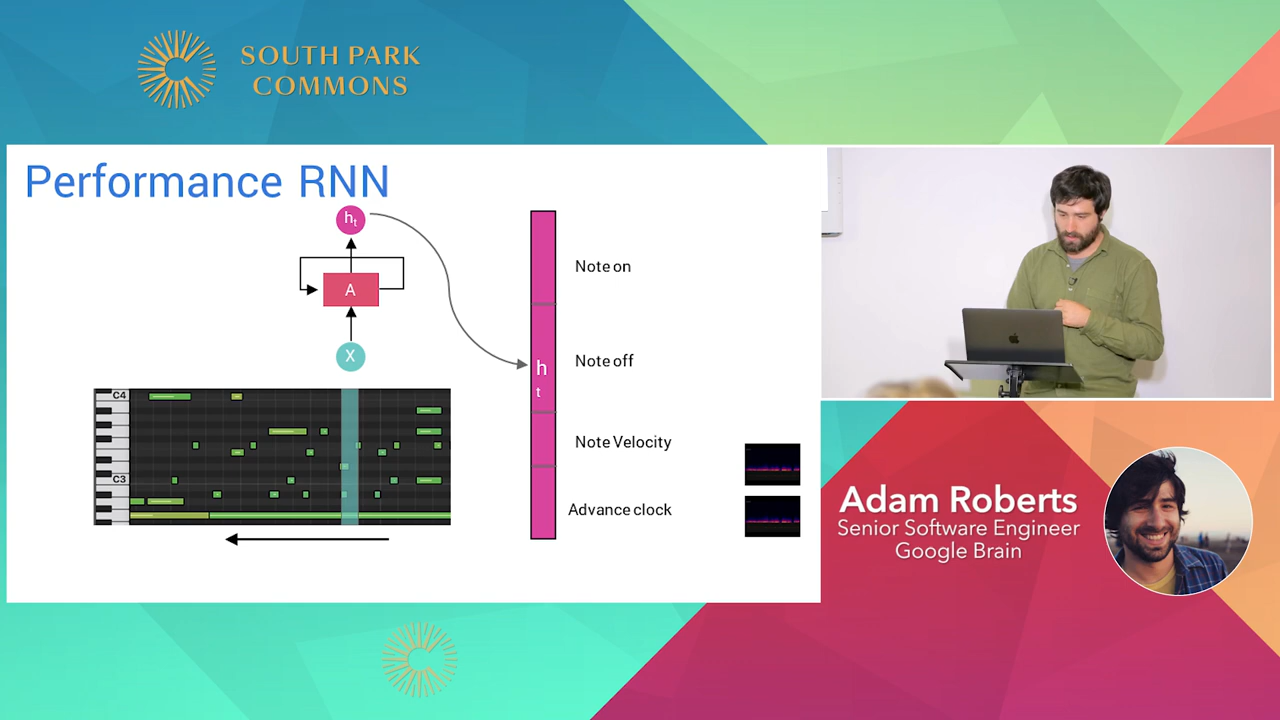 SOUTH PARK
COMMONS
Performance RNN
ht
A
X
C4
C3
h
t
Note on
Note off
Note Velocity
Advance clock
Adam Roberts
Senior Software Engineer
Google Brain